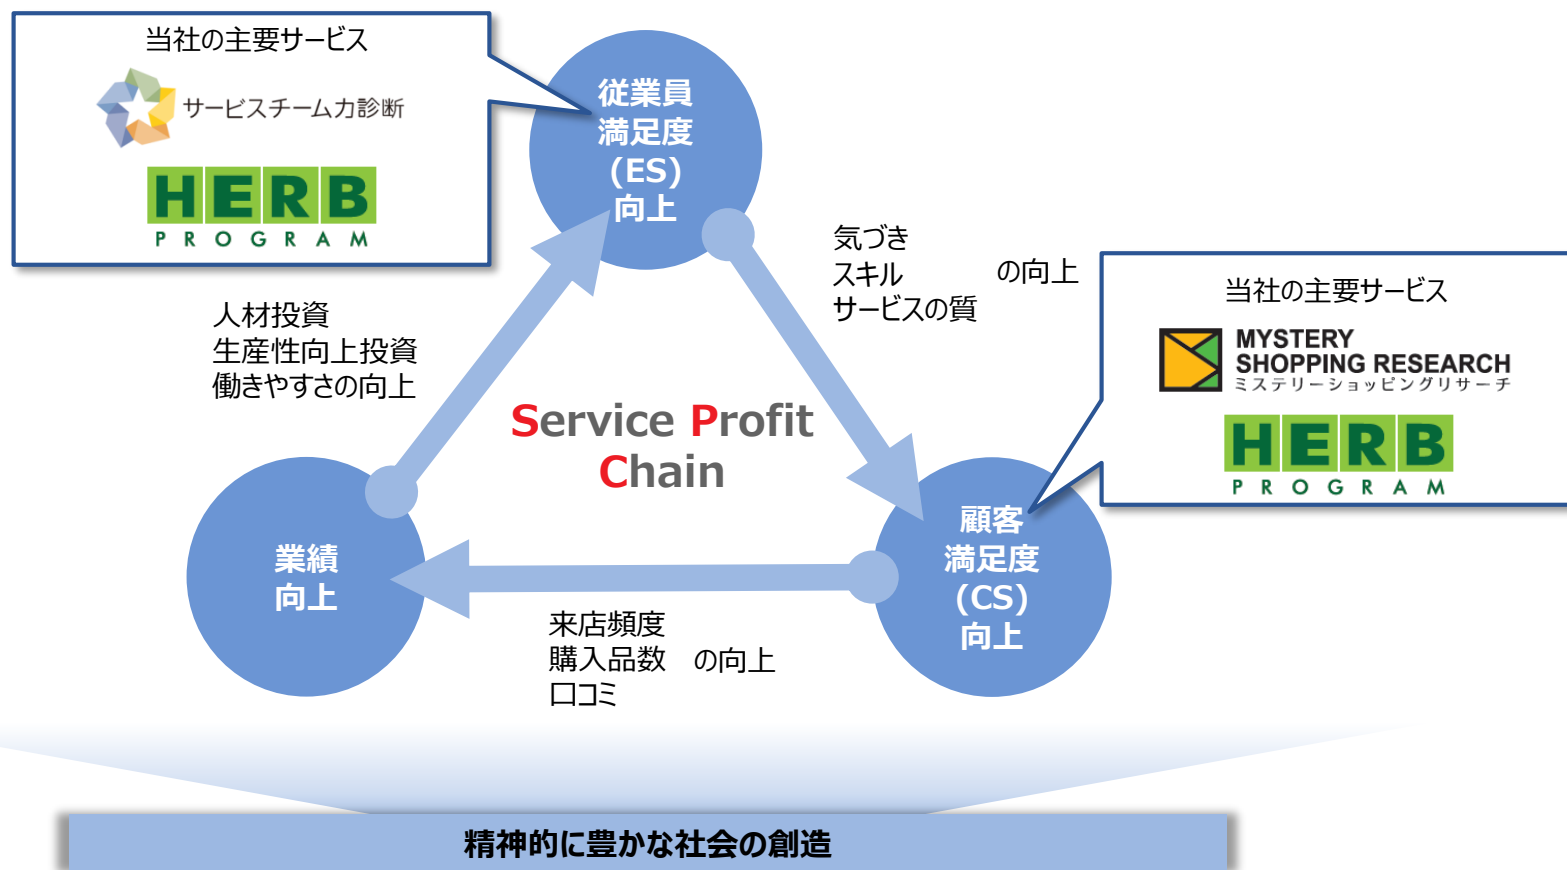 当社の主要サービス
サービスチーム力診断
HERB
PROGRAM
従業員
満足度
(ES)
向上
気づき
スキル
サービスの質
の向上
当社の主要サービス
MYSTERY
SHOPPING RESEARCH
ミステリーショッピングリサーチ
HERB
PROGRAM
人材投資
生産性向上投資
働きやすさの向上
Service Profit
Chain
業績
向上
顧客
満足度
(CS)
向上
来店頻度
購入品数
口コミ
の向上
精神的に豊かな社会の創造